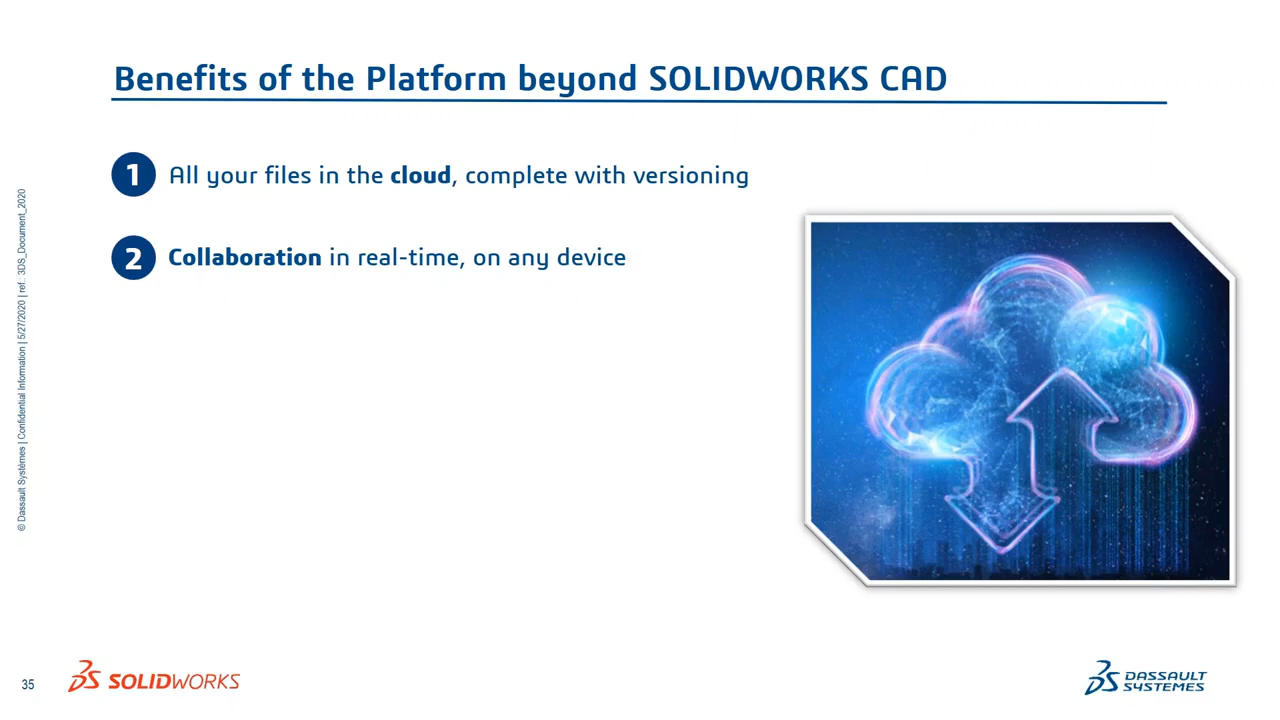 Benefits of the Platform beyond SOLIDWORKS CAD
1 All your files in the cloud, complete with versioning
2 Collaboration in real-time, on any device
© Dassault Systèmes | Confidential Information | 5/27/2020 | ref.: 3DS_Document_2020
35
SOLIDWORKS
DASSAULT
SYSTEMES